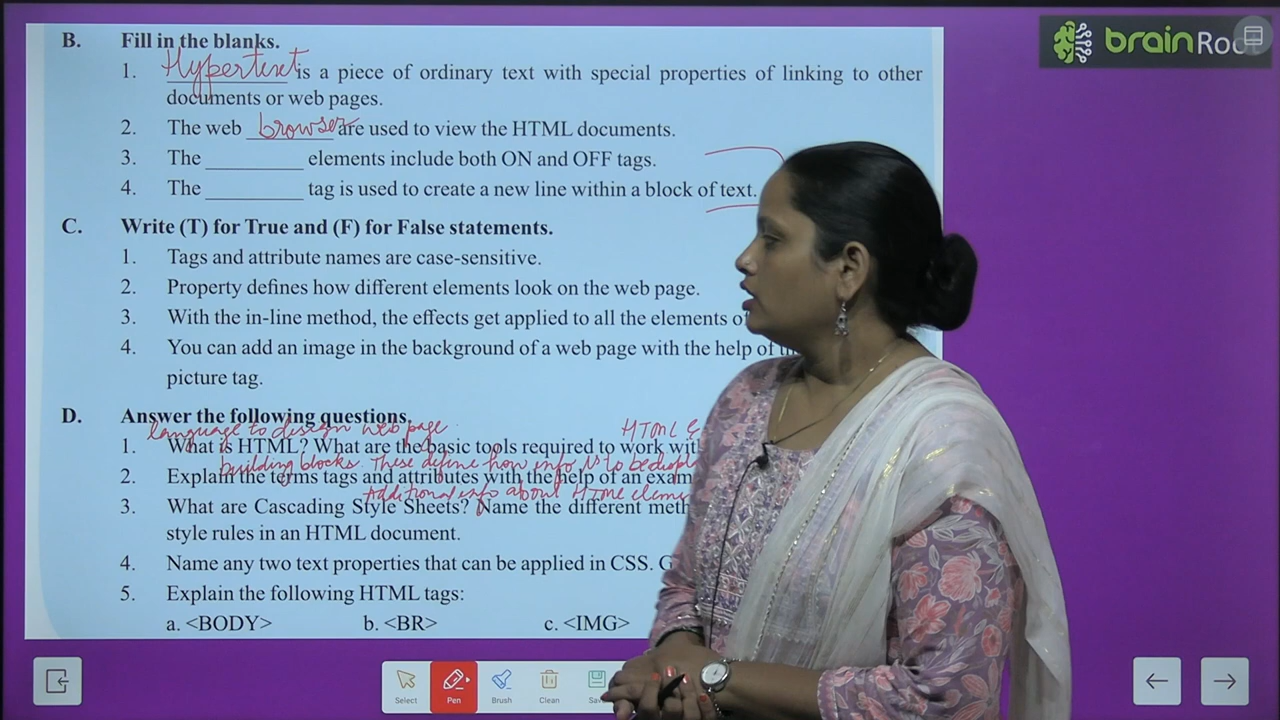 brainRo
B. Fill in the blanks.
1. Hypertext is a piece of ordinary text with special properties of linking to other
documents or web pages.
2. The web browser are used to view the HTML documents.
3. The ________ elements include both ON and OFF tags.
4. The ________ tag is used to create a new line within a block of text.
C. Write (T) for True and (F) for False statements.
1. Tags and attribute names are case-sensitive.
2. Property defines how different elements look on the web page.
3. With the in-line method, the effects get applied to all the elements
4. You can add an image in the background of a web page with the help of
picture tag.
D. Answer the following questions.
language to design web page HTML &
1. What is HTML? What are the basic tools required to work
building blocks. These define how info is to be
2. Explain the terms tags and attributes with the help of an
Additional info about HTML
3. What are Cascading Style Sheets? Name the different
style rules in an HTML document.
4. Name any two text properties that can be applied in CSS.
5. Explain the following HTML tags:
a. <BODY> b. <BR> c. <IMG>
Select Pen Brush Clean